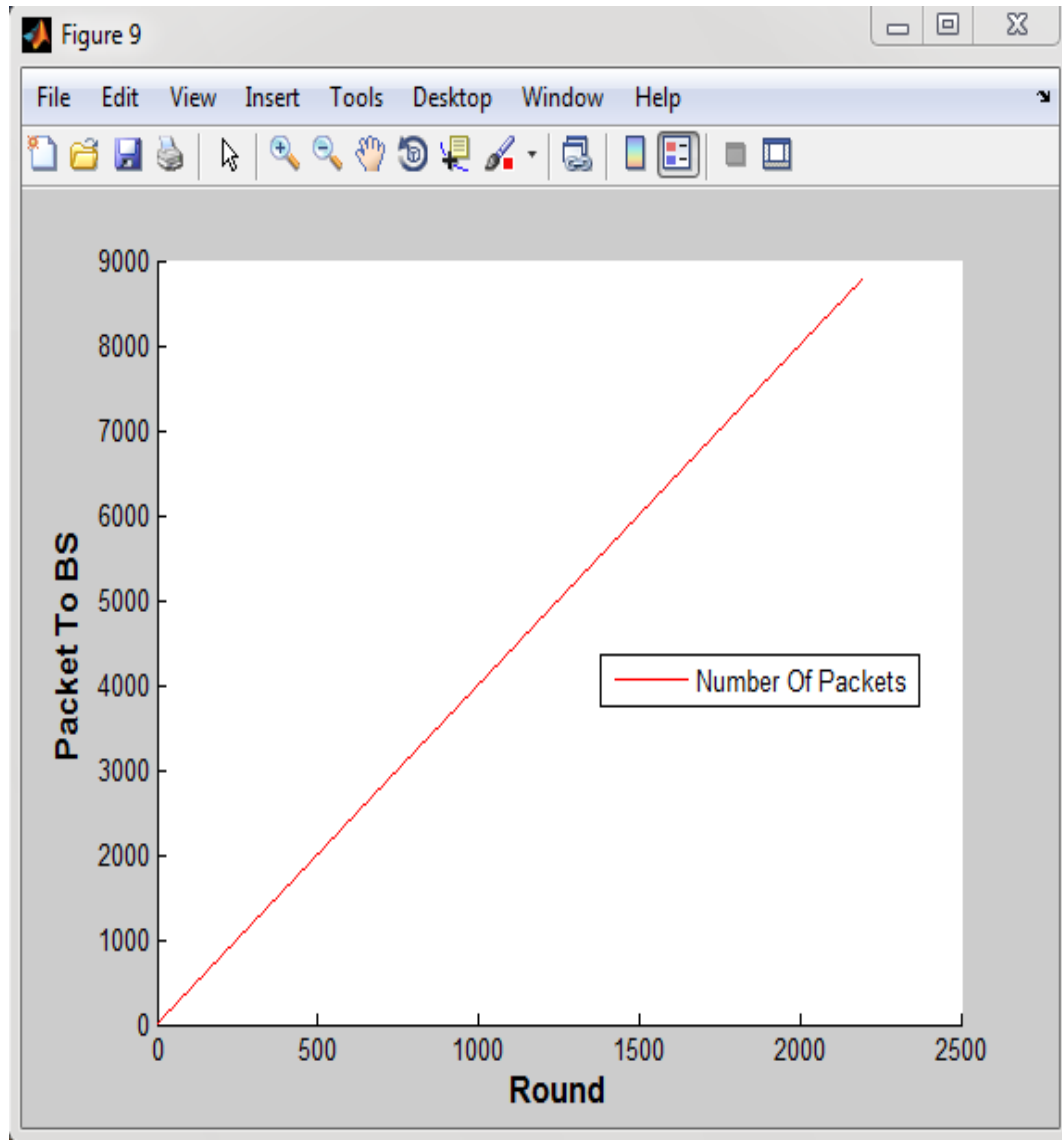 Figure 9
File Edit View Insert Tools Desktop Window Help
9000
8000
7000
6000
5000
4000
3000
2000
1000
0
Packet To BS
Number Of Packets
0 500 1000 1500 2000 2500
Round